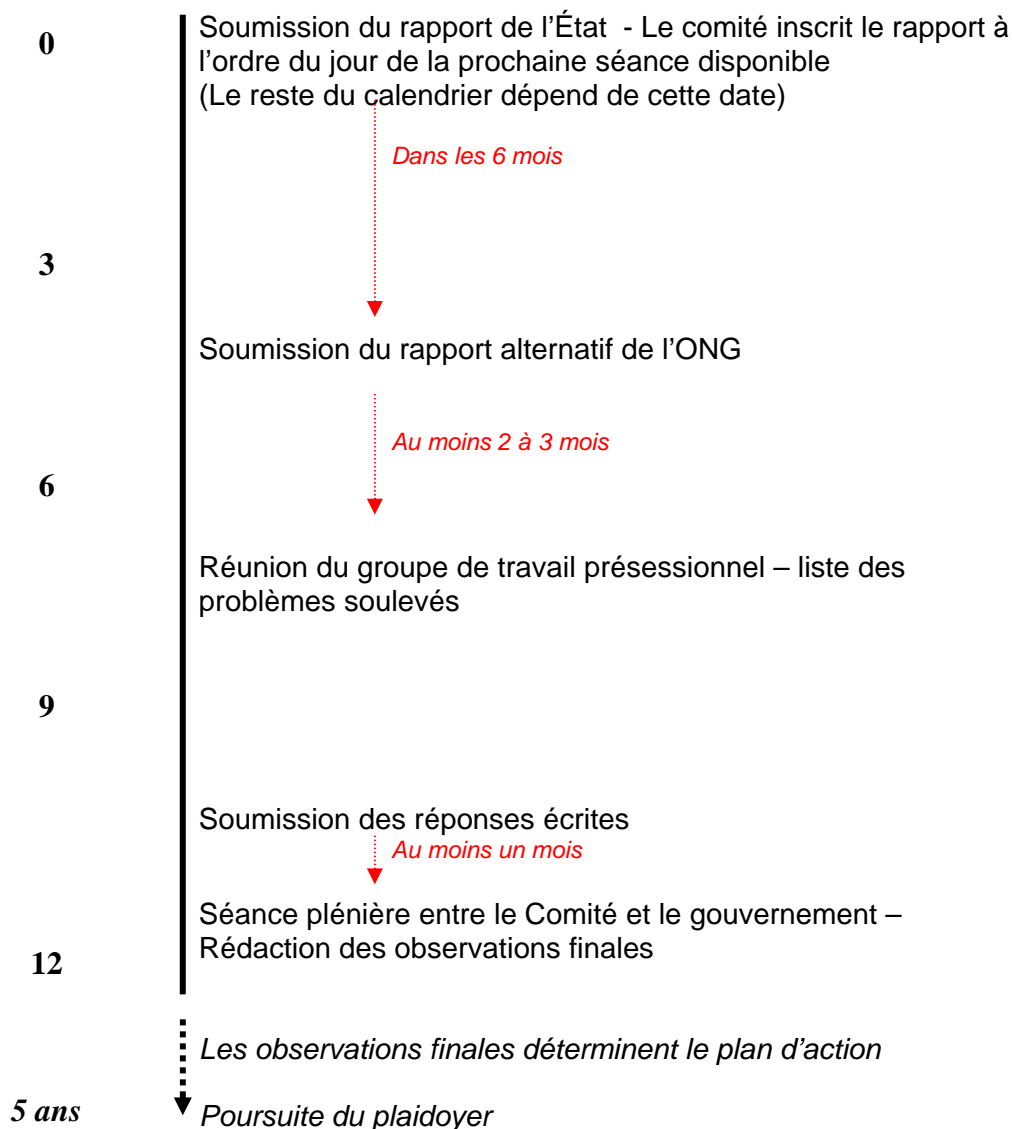 0
Soumission du rapport de l’État - Le comité inscrit le rapport à
l’ordre du jour de la prochaine séance disponible
(Le reste du calendrier dépend de cette date)
Dans les 6 mois
3
Soumission du rapport alternatif de l’ONG
Au moins 2 à 3 mois
6
Réunion du groupe de travail présessionnel – liste des
problèmes soulevés
9
Soumission des réponses écrites
Au moins un mois
Séance plénière entre le Comité et le gouvernement –
Rédaction des observations finales
12
Les observations finales déterminent le plan d’action
5 ans
Poursuite du plaidoyer